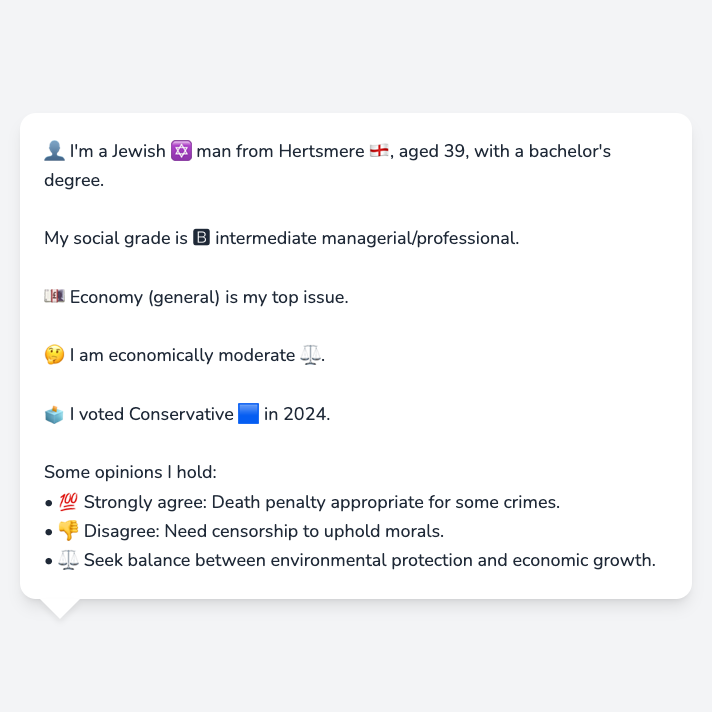 👤 I'm a Jewish ✡️ man from Hertsmere 🏴󠁧󠁢󠁥󠁮󠁧󠁿, aged 39, with a bachelor's
degree.
My social grade is 🅱 intermediate managerial/professional.
💷 Economy (general) is my top issue.
🤔 I am economically moderate ⚖️.
🗳️ I voted Conservative 🟦 in 2024.
Some opinions I hold:
• 💯 Strongly agree: Death penalty appropriate for some crimes.
• 👎 Disagree: Need censorship to uphold morals.
• ⚖️ Seek balance between environmental protection and economic growth.